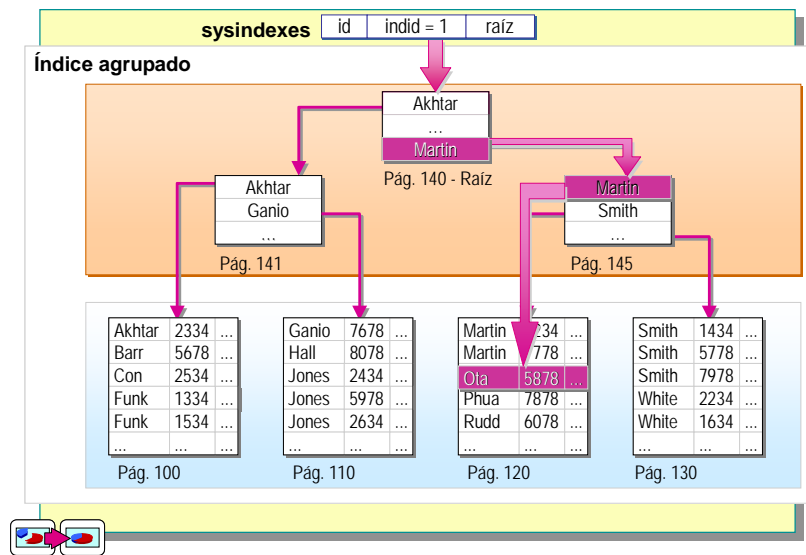 sysindexes id indid = 1 raíz
Índice agrupado
Akhtar
...
Martin
Pág. 140 - Raíz
Akhtar
Ganio
...
Pág. 141
Martin
Smith
...
Pág. 145
Akhtar 2334 ...
Barr 5678 ...
Con 2534 ...
Funk 1334 ...
Funk 1534 ...
... ... ...
Pág. 100
Ganio 7678 ...
Hall 8078 ...
Jones 2434 ...
Jones 5978 ...
Jones 2634 ...
... ... ...
Pág. 110
Martin 234 ...
Martin 778 ...
Ota 5878 ...
Phua 7878 ...
Rudd 6078 ...
... ... ...
Pág. 120
Smith 1434 ...
Smith 5778 ...
Smith 7978 ...
White 2234 ...
White 1634 ...
... ... ...
Pág. 130